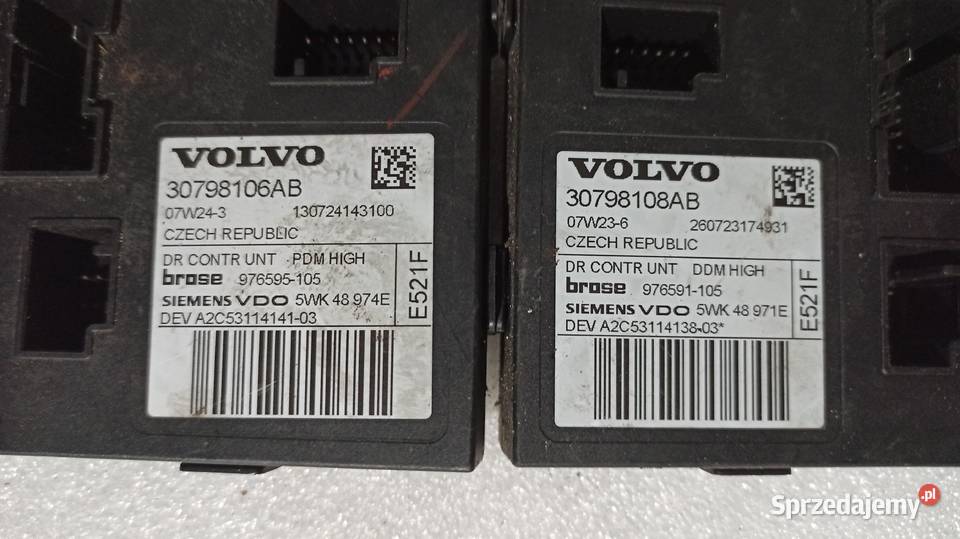 VOLVO
30798106AB
07W24-3 130724143100
CZECH REPUBLIC
DR CONTR UNT PDM HIGH
brose 976595-105
SIEMENS VDO 5WK 48 974E
DEV A2C53114141-03
E521F
VOLVO
30798108AB
07W23-6 260723174931
CZECH REPUBLIC
DR CONTR UNT DDM HIGH
brose 976591-105
SIEMENS VDO 5WK 48 971E
DEV A2C53114138-03*
E521F
Sprzedajemy.pl